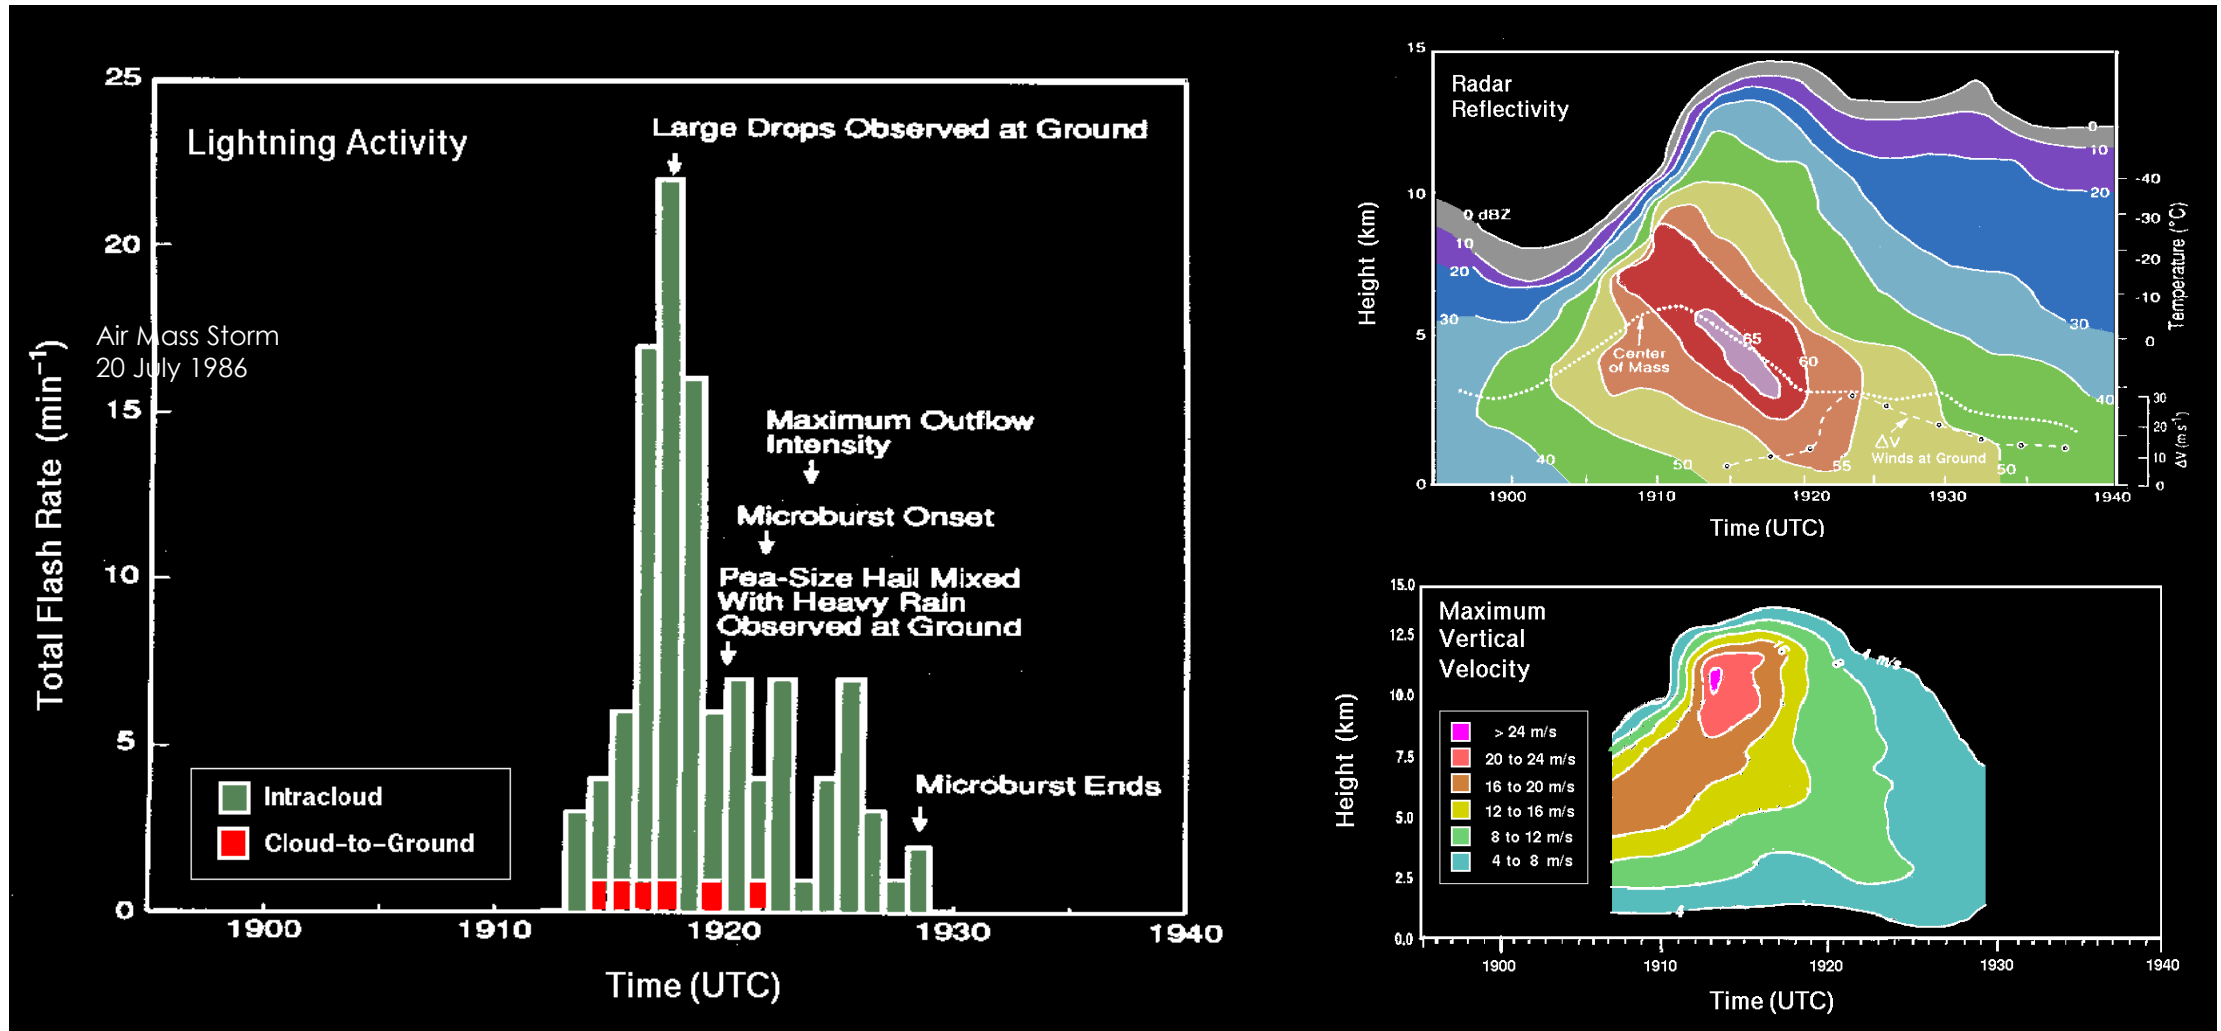 Lightning Activity
Large Drops Observed at Ground
Air Mass Storm
20 July 1986
Maximum Outflow
Intensity
Microburst Onset
Pea-Size Hail Mixed
With Heavy Rain
Observed at Ground
Microburst Ends
Intracloud
Cloud-to-Ground
Total Flash Rate (min⁻¹)
25
20
15
10
5
0
1900
1910
1920
1930
1940
Time (UTC)
Radar
Reflectivity
Height (km)
15
10
5
0
0 dBZ
10
20
30
40
50
55
60
65
50
40
30
20
10
0
Center
of Mass
ΔV
Winds at Ground
-40
-30
-20
-10
0
Temperature (°C)
30
20
10
0
ΔV (m s⁻¹)
1900
1910
1920
1930
1940
Time (UTC)
Maximum
Vertical
Velocity
Height (km)
15.0
12.5
10.0
7.5
5.0
2.5
0.0
> 24 m/s
20 to 24 m/s
16 to 20 m/s
12 to 16 m/s
8 to 12 m/s
4 to 8 m/s
4 m/s
8
4
1900
1910
1920
1930
1940
Time (UTC)